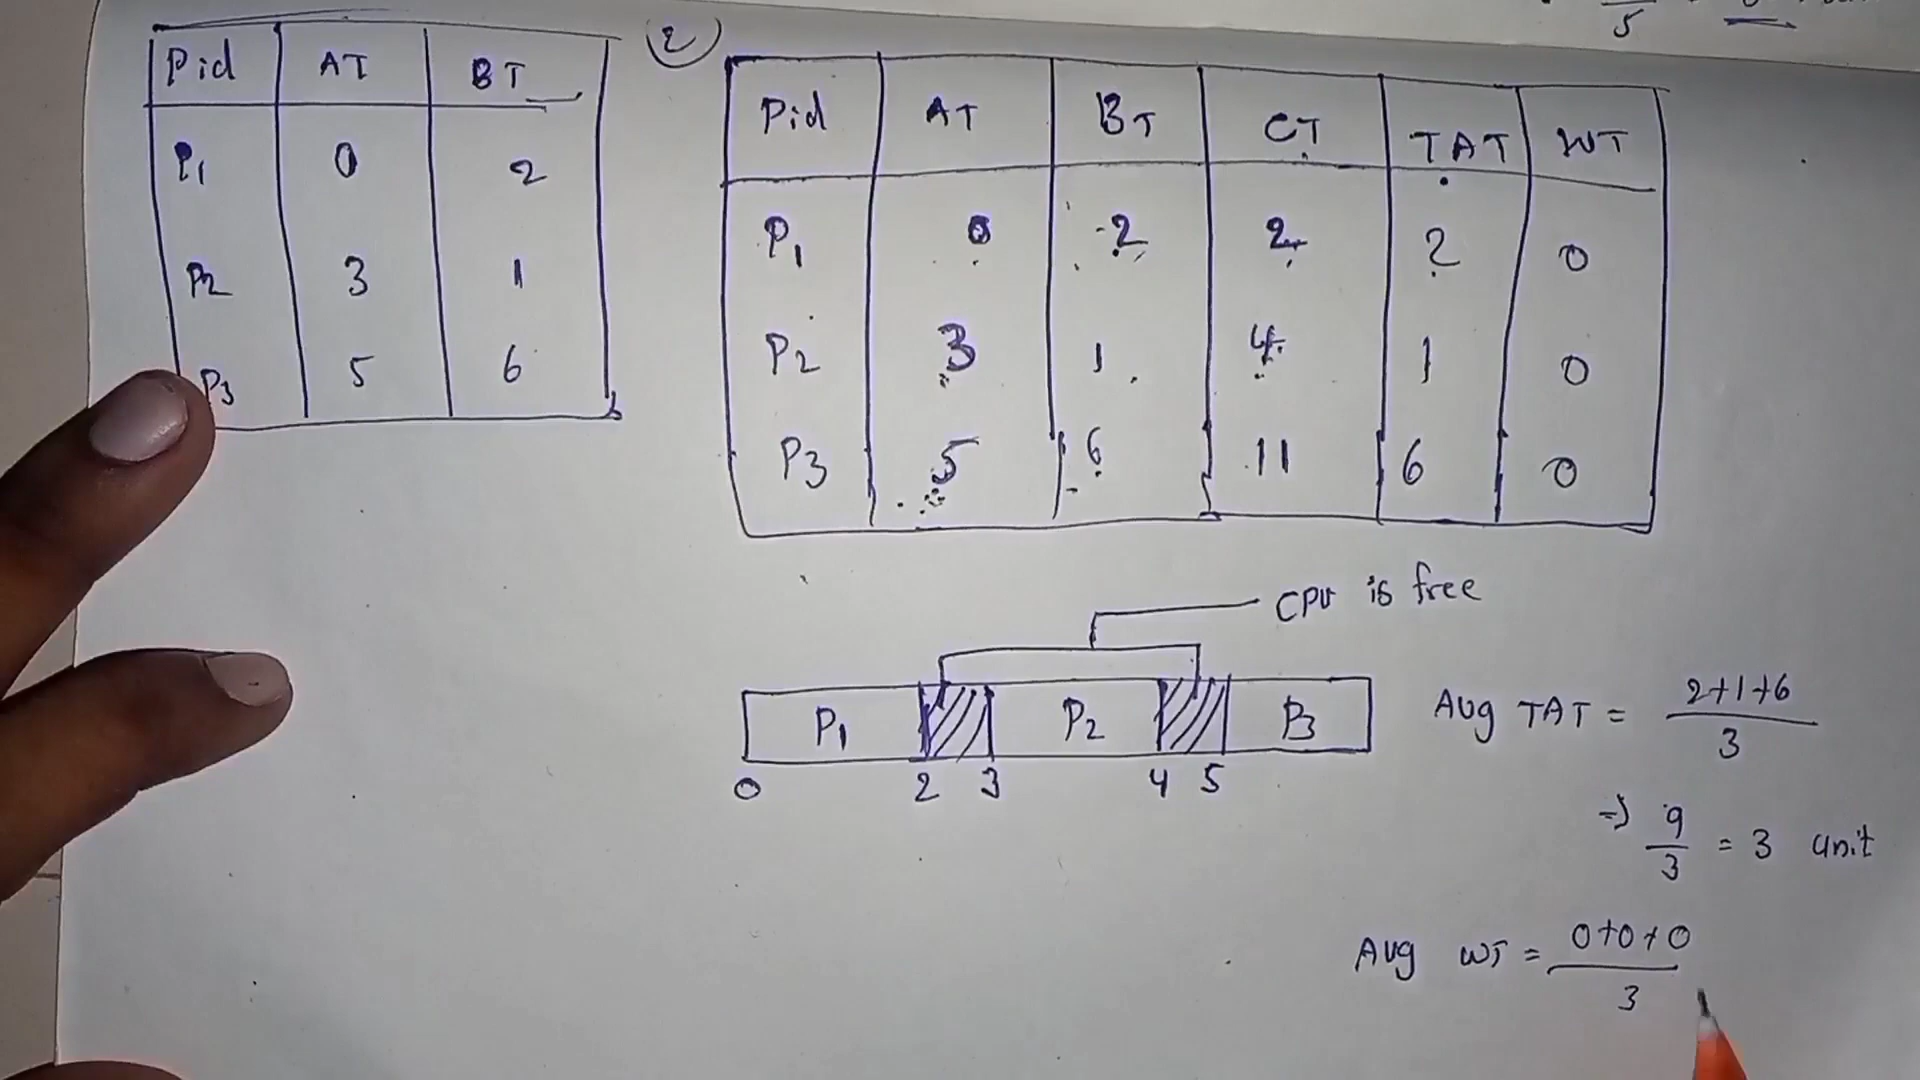 5
Pid AT BT
P1 0 2
P2 3 1
P3 5 6
2
Pid AT BT CT TAT WT
P1 0 2 2 2 0
P2 3 1 4 1 0
P3 5 6 11 6 0
CPU is free
P1 P2 P3
0 2 3 4 5
Avg TAT = 2+1+6
3
=) 9
3 = 3 unit
Avg WT = 0+0+0
3